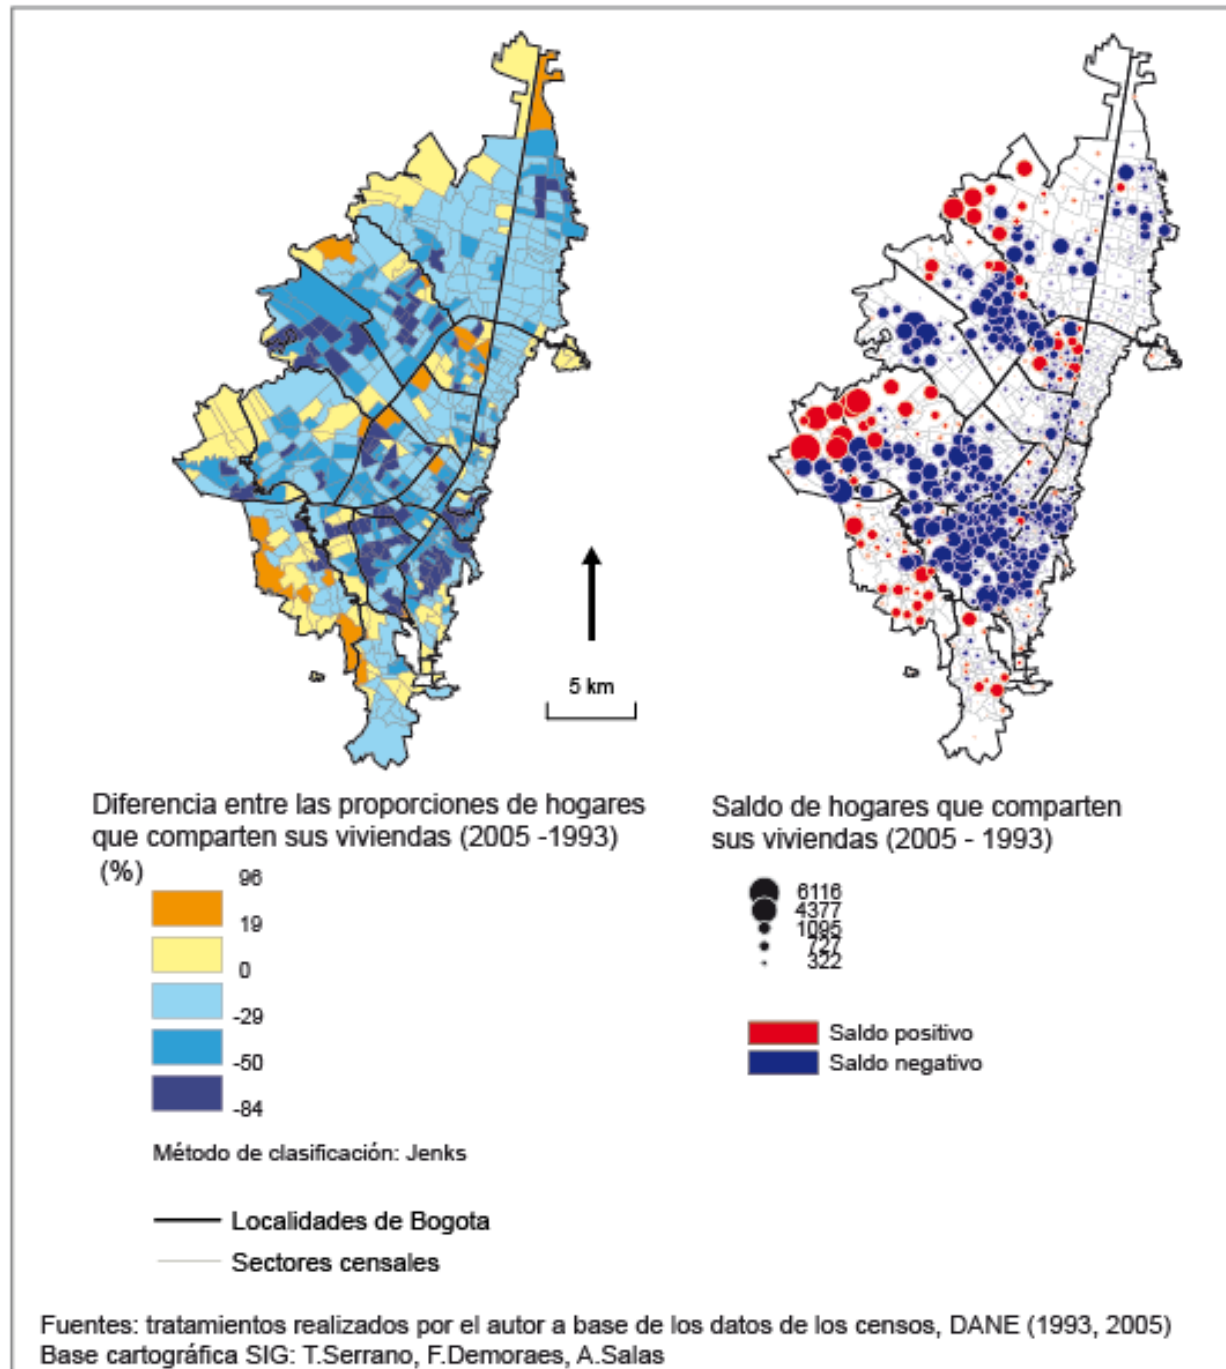 5 km
Diferencia entre las proporciones de hogares
que comparten sus viviendas (2005 -1993)
(%)
96
19
0
-29
-50
-84
Método de clasificación: Jenks
Localidades de Bogota
Sectores censales
Saldo de hogares que comparten
sus viviendas (2005 - 1993)
6116
4377
1095
727
322
Saldo positivo
Saldo negativo
Fuentes: tratamientos realizados por el autor a base de los datos de los censos, DANE (1993, 2005)
Base cartográfica SIG: T.Serrano, F.Demoraes, A.Salas